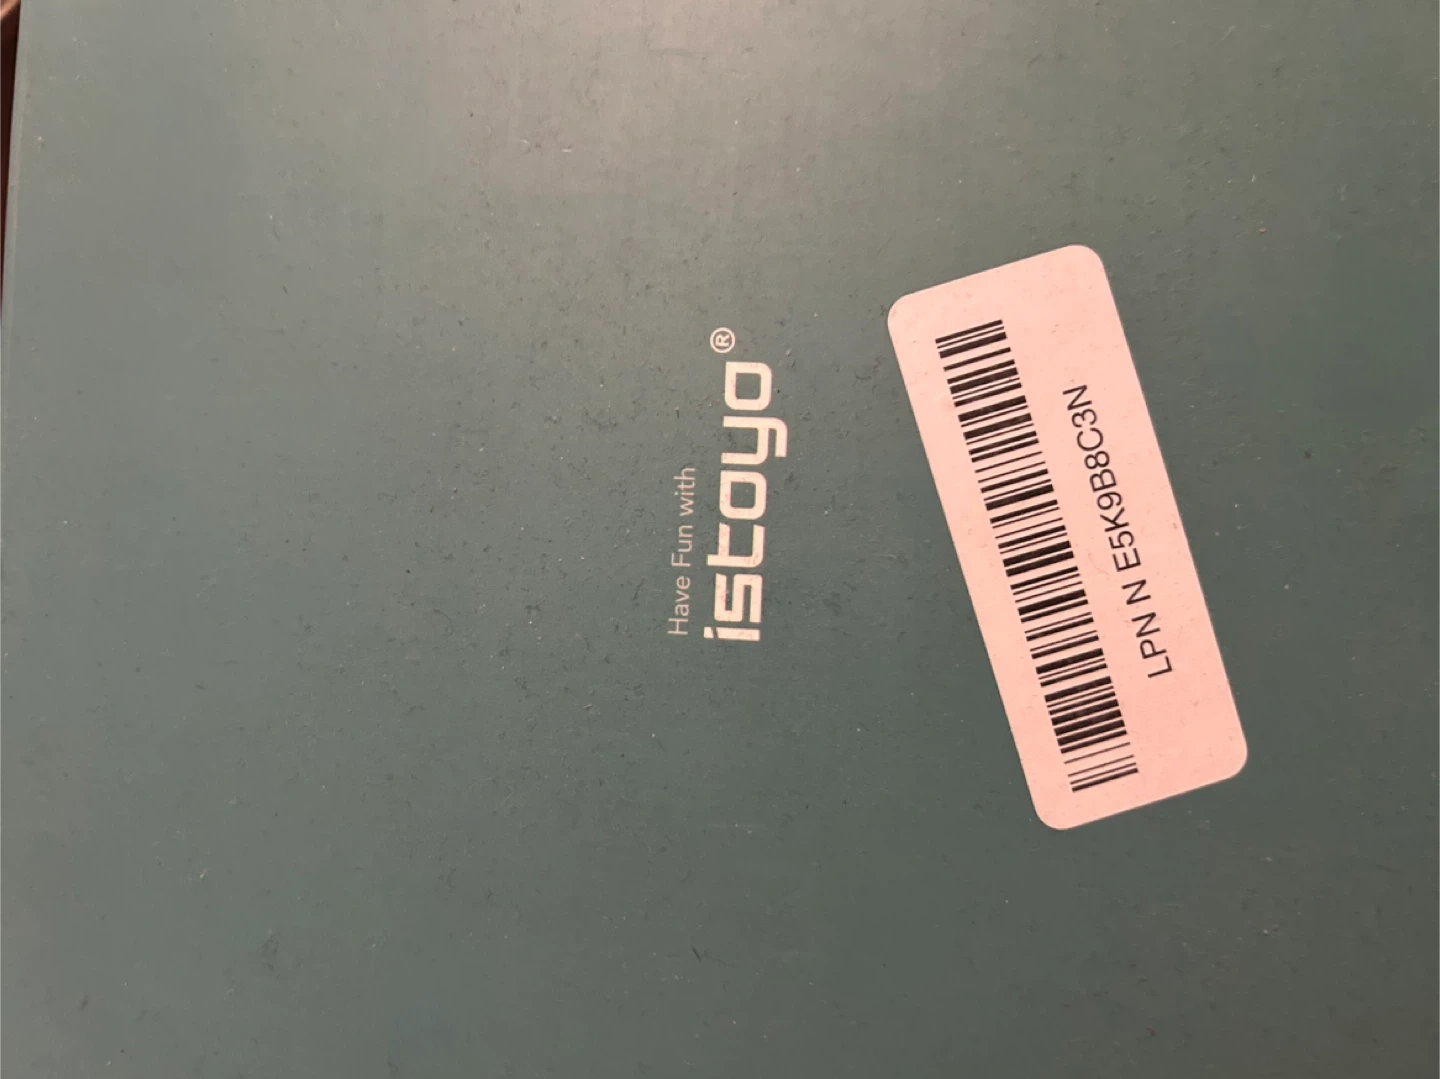 Have Fun with
istoyo®
LPN N E5K9B8C3N